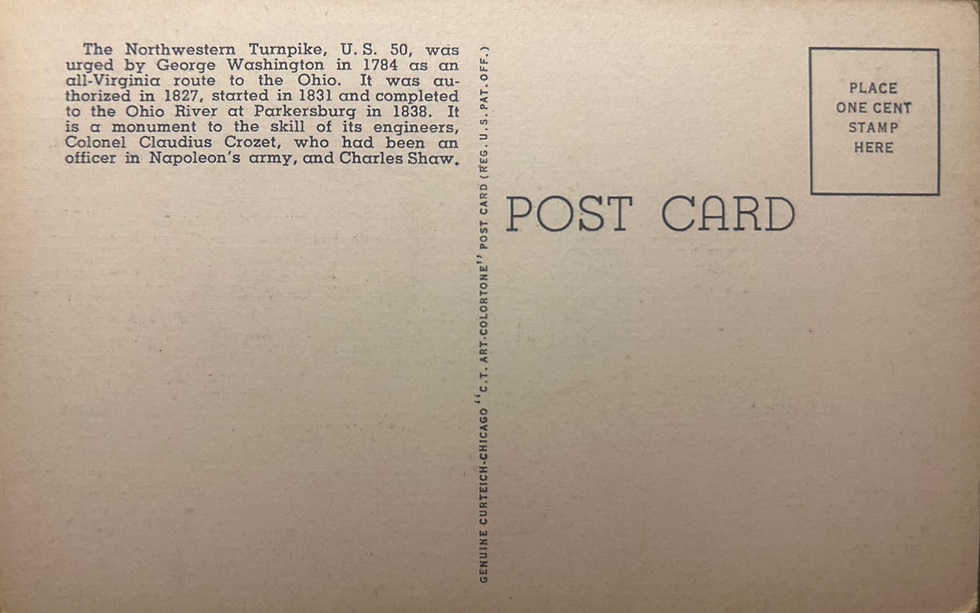 The Northwestern Turnpike, U. S. 50, was
urged by George Washington in 1784 as an
all-Virginia route to the Ohio. It was au-
thorized in 1827, started in 1831 and completed
to the Ohio River at Parkersburg in 1838. It
is a monument to the skill of its engineers,
Colonel Claudius Crozet, who had been an
officer in Napoleon's army, and Charles Shaw.
GENUINE CURTEICH-CHICAGO "C.T. ART-COLORTONE" POST CARD (REG. U.S. PAT. OFF.)
POST CARD
PLACE
ONE CENT
STAMP
HERE